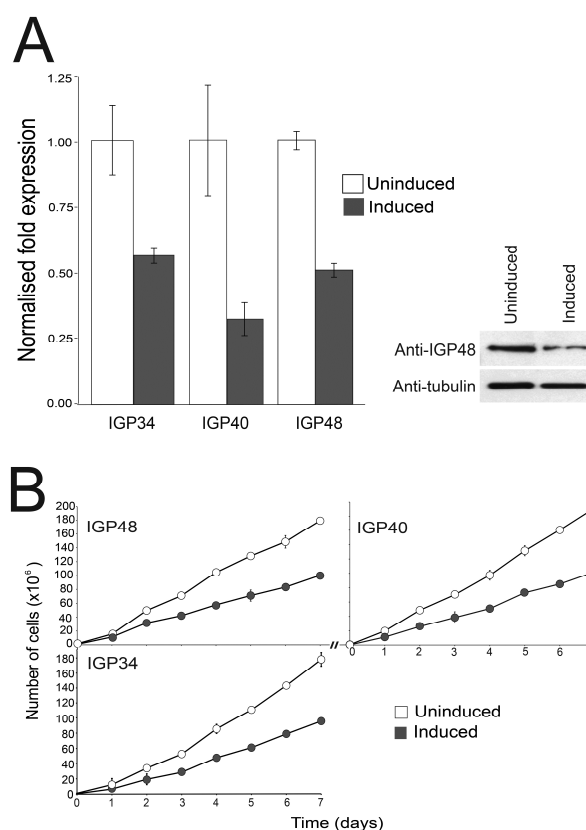 A
Normalised fold expression
1.25
1.00
0.75
0.50
0.25
0.00
IGP34
IGP40
IGP48
Uninduced
Induced
Uninduced
Induced
Anti-IGP48
Anti-tubulin
B
Number of cells (x10⁶)
IGP48
200
180
160
140
120
100
80
60
40
20
0
IGP40
0
1
2
3
4
5
6
IGP34
180
160
140
120
100
80
60
40
20
0
0
1
2
3
4
5
6
7
Uninduced
Induced
Time (days)